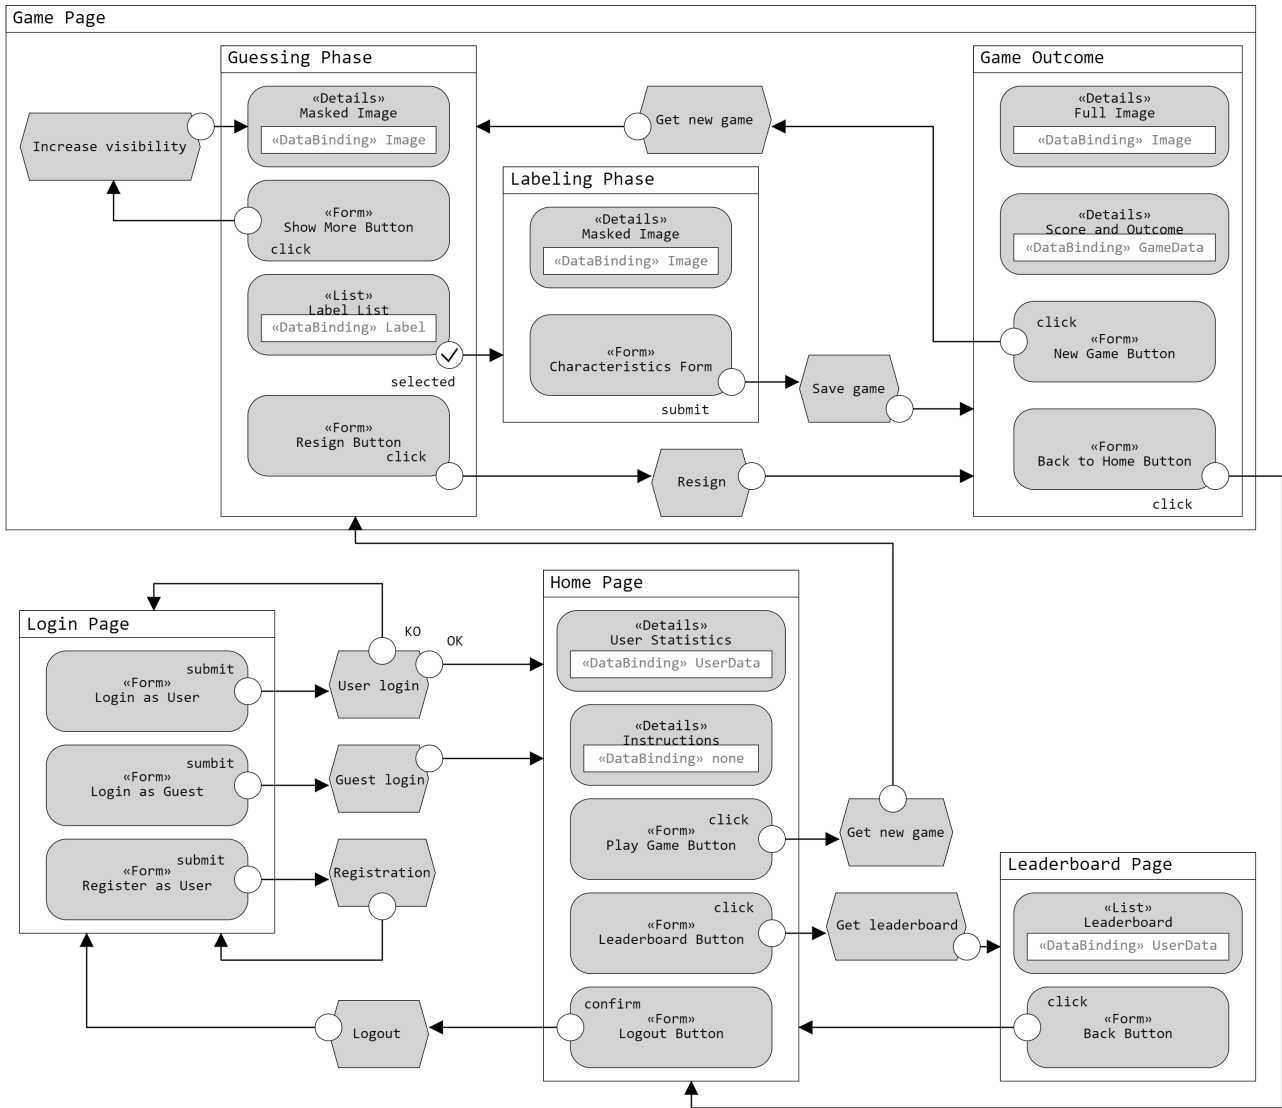 Game Page
Guessing Phase
«Details»
Masked Image
«DataBinding» Image
Increase visibility
«Form»
Show More Button
click
«List»
Label List
«DataBinding» Label
selected
«Form»
Resign Button
click
Get new game
Labeling Phase
«Details»
Masked Image
«DataBinding» Image
«Form»
Characteristics Form
submit
Save game
Resign
Game Outcome
«Details»
Full Image
«DataBinding» Image
«Details»
Score and Outcome
«DataBinding» GameData
click
«Form»
New Game Button
«Form»
Back to Home Button
click
Login Page
submit
«Form»
Login as User
sumbit
«Form»
Login as Guest
submit
«Form»
Register as User
KO
OK
User login
Guest login
Registration
Logout
Home Page
«Details»
User Statistics
«DataBinding» UserData
«Details»
Instructions
«DataBinding» none
click
«Form»
Play Game Button
click
«Form»
Leaderboard Button
confirm
«Form»
Logout Button
Get new game
Get leaderboard
Leaderboard Page
«List»
Leaderboard
«DataBinding» UserData
click
«Form»
Back Button